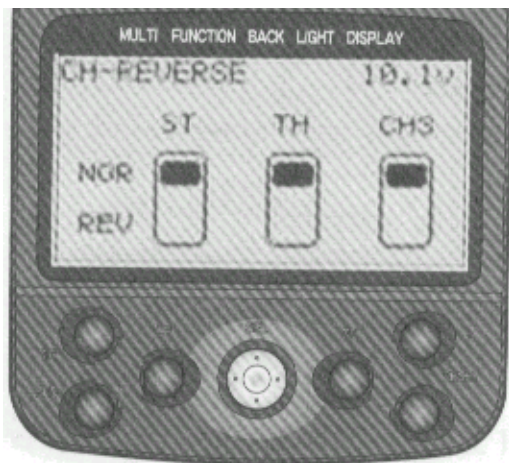 MULTI FUNCTION BACK LIGHT DISPLAY
CH-REVERSE 10.1v
ST TH CH3
NOR
REV